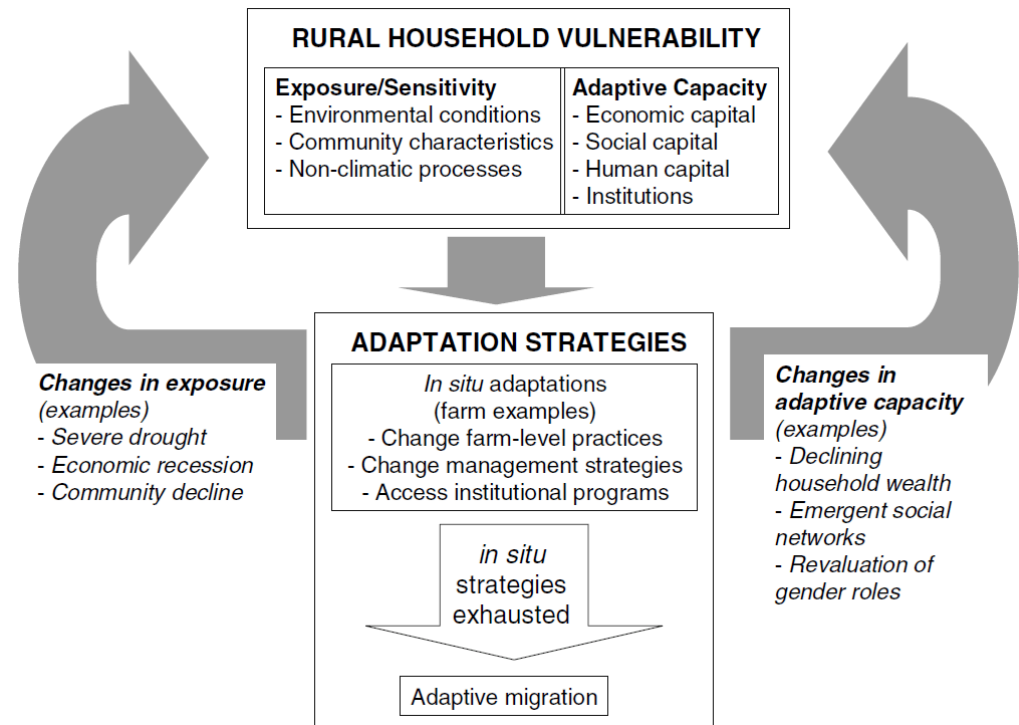 RURAL HOUSEHOLD VULNERABILITY
Exposure/Sensitivity
- Environmental conditions
- Community characteristics
- Non-climatic processes
Adaptive Capacity
- Economic capital
- Social capital
- Human capital
- Institutions
ADAPTATION STRATEGIES
In situ adaptations
(farm examples)
- Change farm-level practices
- Change management strategies
- Access institutional programs
in situ
strategies
exhausted
Adaptive migration
Changes in exposure
(examples)
- Severe drought
- Economic recession
- Community decline
Changes in
adaptive capacity
(examples)
- Declining
household wealth
- Emergent social
networks
- Revaluation of
gender roles